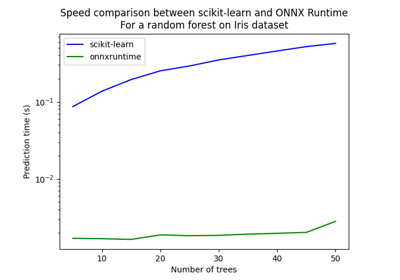 Speed comparison between scikit-learn and ONNX Runtime
For a random forest on Iris dataset
scikit-learn
onnxruntime
Prediction time (s)
10⁻¹
10⁻²
10 20 30 40 50
Number of trees